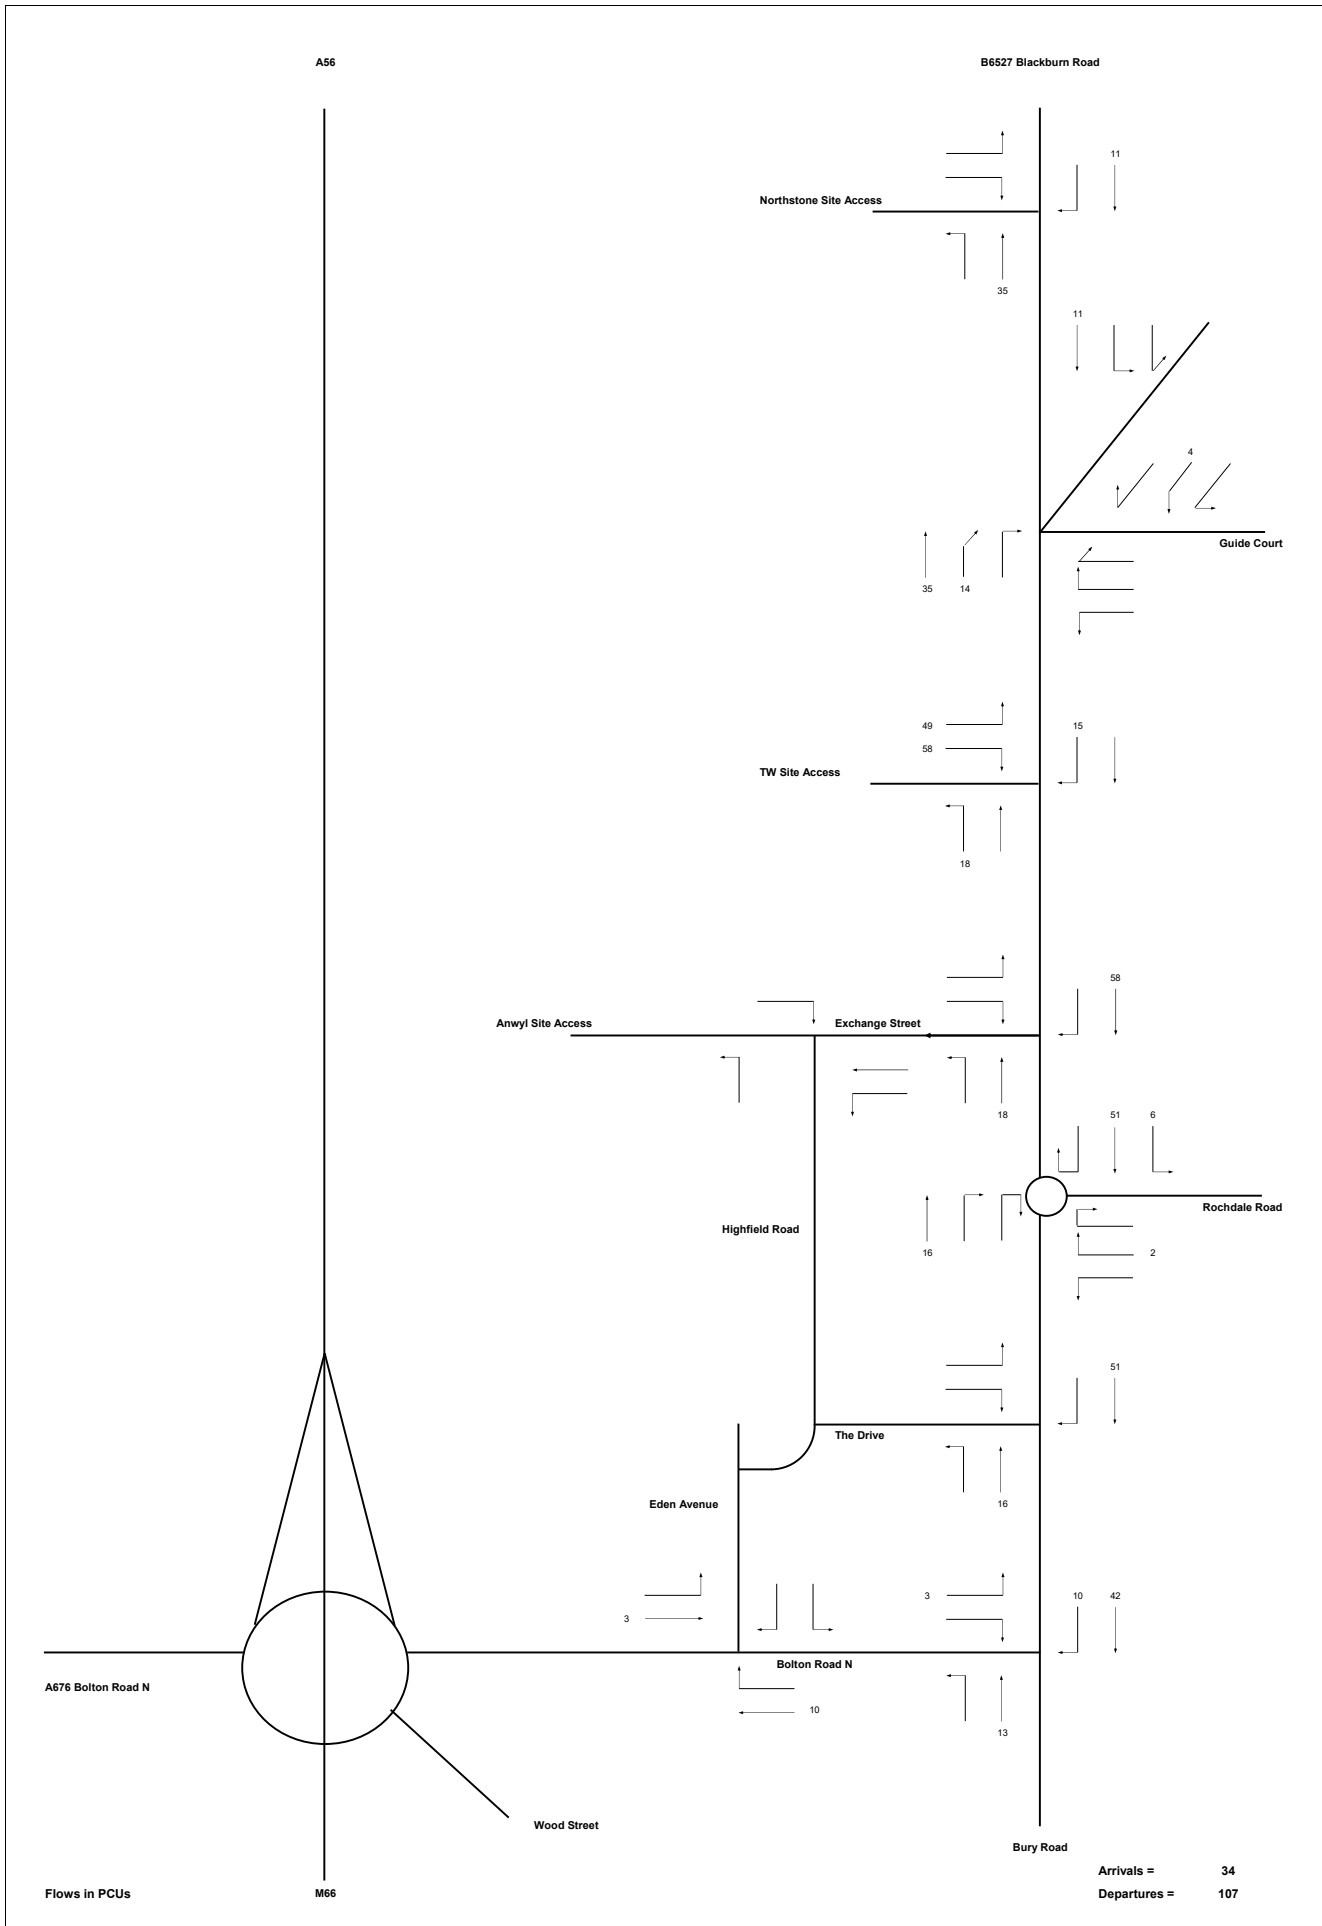 A56 B6527 Blackburn Road
11
Northstone Site Access
35
11
4
Guide Court
35 14
49 15
58
TW Site Access
18
58
Anwyl Site Access Exchange Street
18
51 6
Rochdale Road
Highfield Road
16 2
51
The Drive
Eden Avenue 16
3 10 42
3
Bolton Road N
A676 Bolton Road N
10
13
Wood Street
Bury Road
Arrivals = 34
Flows in PCUs M66 Departures = 107